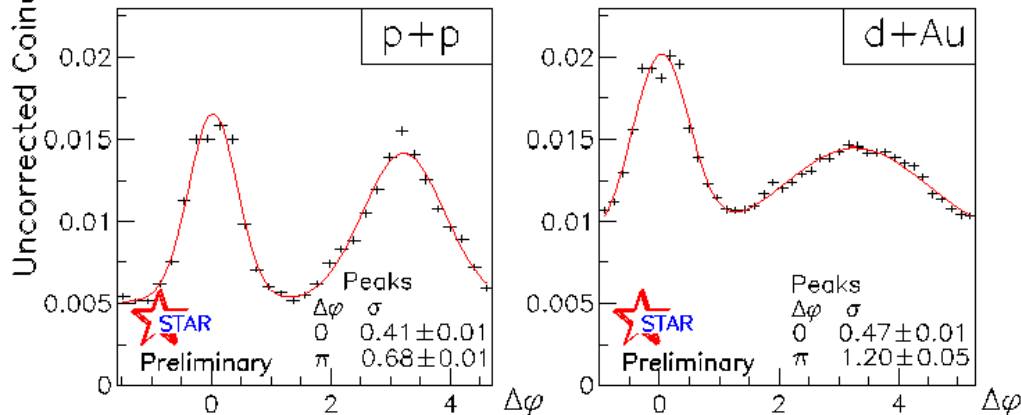 Uncorrected Coinc
p+p
0.02
0.015
0.01
0.005
0
Peaks
Δφ σ
0 0.41±0.01
π 0.68±0.01
STAR
Preliminary
0 2 4 Δφ
d+Au
0.02
0.015
0.01
0.005
0
Peaks
Δφ σ
0 0.47±0.01
π 1.20±0.05
STAR
Preliminary
0 2 4 Δφ